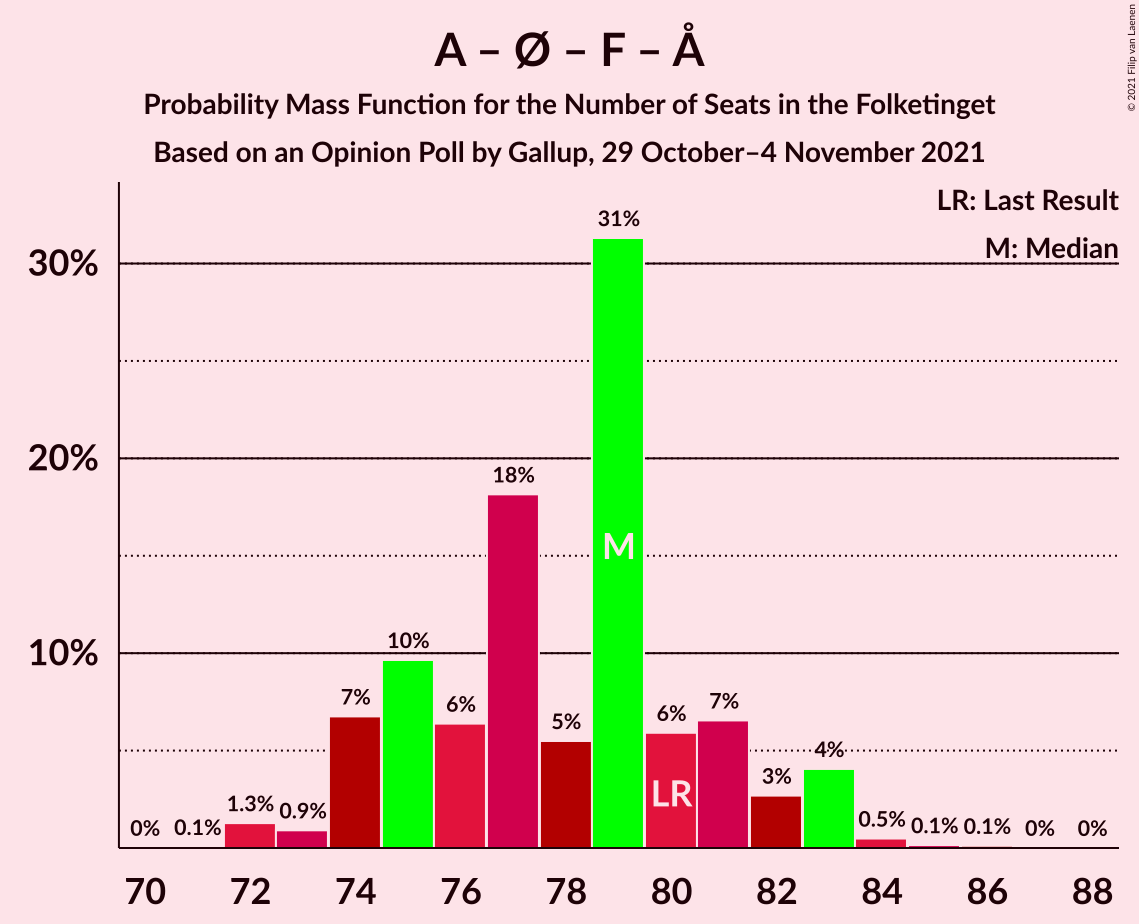 A – Ø – F – Å
Probability Mass Function for the Number of Seats in the Folketinget
Based on an Opinion Poll by Gallup, 29 October–4 November 2021
© 2021 Filip van Laenen
LR: Last Result
M: Median
30%
20%
10%
0%
0.1%
1.3%
0.9%
7%
10%
6%
18%
5%
31%
M
6%
LR
7%
3%
4%
0.5%
0.1%
0.1%
0%
0%
70 72 74 76 78 80 82 84 86 88